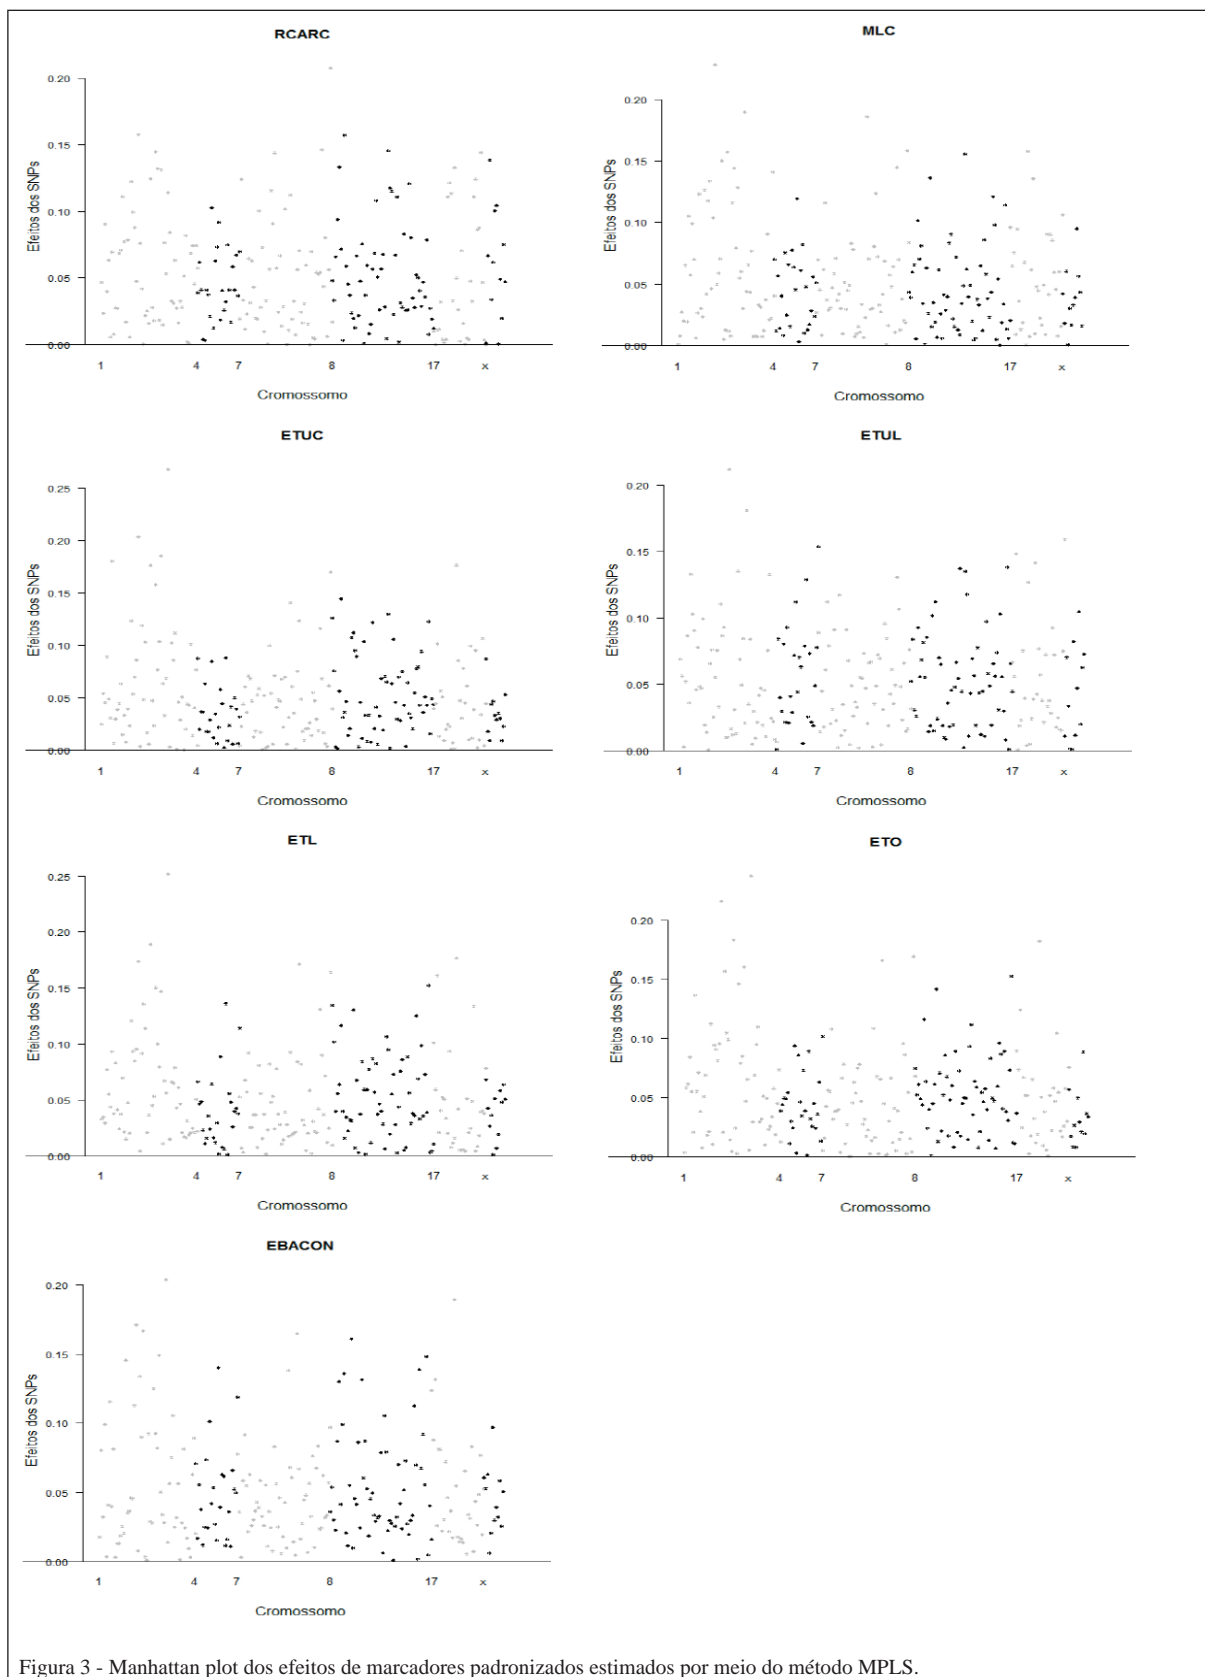 RCARC
Efeitos dos SNPs
0.20
0.15
0.10
0.05
0.00
1 4 7 8 17 x
Cromossomo
MLC
Efeitos dos SNPs
0.20
0.15
0.10
0.05
0.00
1 4 7 8 17 x
Cromossomo
ETUC
Efeitos dos SNPs
0.25
0.20
0.15
0.10
0.05
0.00
1 4 7 8 17 x
Cromossomo
ETUL
Efeitos dos SNPs
0.20
0.15
0.10
0.05
0.00
1 4 7 8 17 x
Cromossomo
ETL
Efeitos dos SNPs
0.25
0.20
0.15
0.10
0.05
0.00
1 4 7 8 17 x
Cromossomo
ETO
Efeitos dos SNPs
0.20
0.15
0.10
0.05
0.00
1 4 7 8 17 x
Cromossomo
EBACON
Efeitos dos SNPs
0.20
0.15
0.10
0.05
0.00
1 4 7 8 17 x
Cromossomo
Figura 3 - Manhattan plot dos efeitos de marcadores padronizados estimados por meio do método MPLS.